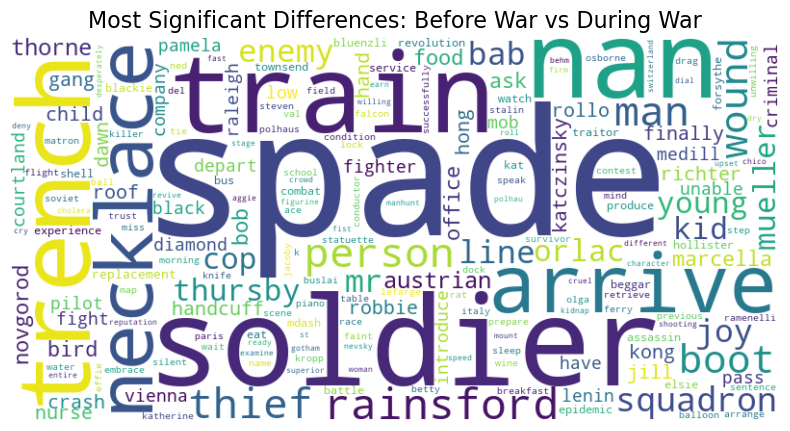 Most Significant Differences: Before War vs During War
thorne
pamela
enemy
bluenzli
revolution
food
bab
nan
desperately
fast
ned
townsend
service
osborne
switzerland
drag
unwilling
gang
blackie
company
raleigh
low
hand
field
successfully
ask
behm
firm
dial
forsythe
wound
criminal
child
dawn
del
steven
val
earn
willing
falcon
watch
stalin
rollo
man
deny
matron
killer
tie
polhaus
condition
mob
hong
roll
traitor
finally
dry
train
trench
necklace
courtland
flight
shell
stage
lock
fighter
kat
medill
upset
chico
soviet
ball
roof
revive
bus
school
crowd
combat
figurine
conductor
fist
office
speak
contest
richter
unable
mueller
cry
cholera
trust
black
bob
aggie
ace
manhunt
polhau
katczinsky
mind
produce
young
experience
miss
statuette
spade
survivor
different
hollister
step
novgorod
diamond
cop
person
line
orlac
kid
character
replacement
morning
k
jacoby
buslai
mr
austrian
dock
marcella
map
knife
thursby
rat
cruel
beggar
retrieve
pilot
reputation
handcuff
scene
mdash
lefarge
table
robbie
introduce
italy
prepare
olga
kidnap
ferry
previous
shooting
ramenelli
arrive
fight
paris
wait
st
piano
race
speed
mount
assassin
bird
silent
eat
ready
examine
gotham
faint
nevsky
soldier
sleep
wine
have
kong
joy
boot
water
entire
effie
embrace
name
kropp
superior
woman
battle
betty
breakfast
jill
elsie
pass
sentence
crash
nurse
vienna
katherine
thief
rainsford
lenin
epidemic
squadron
balloon
arrange